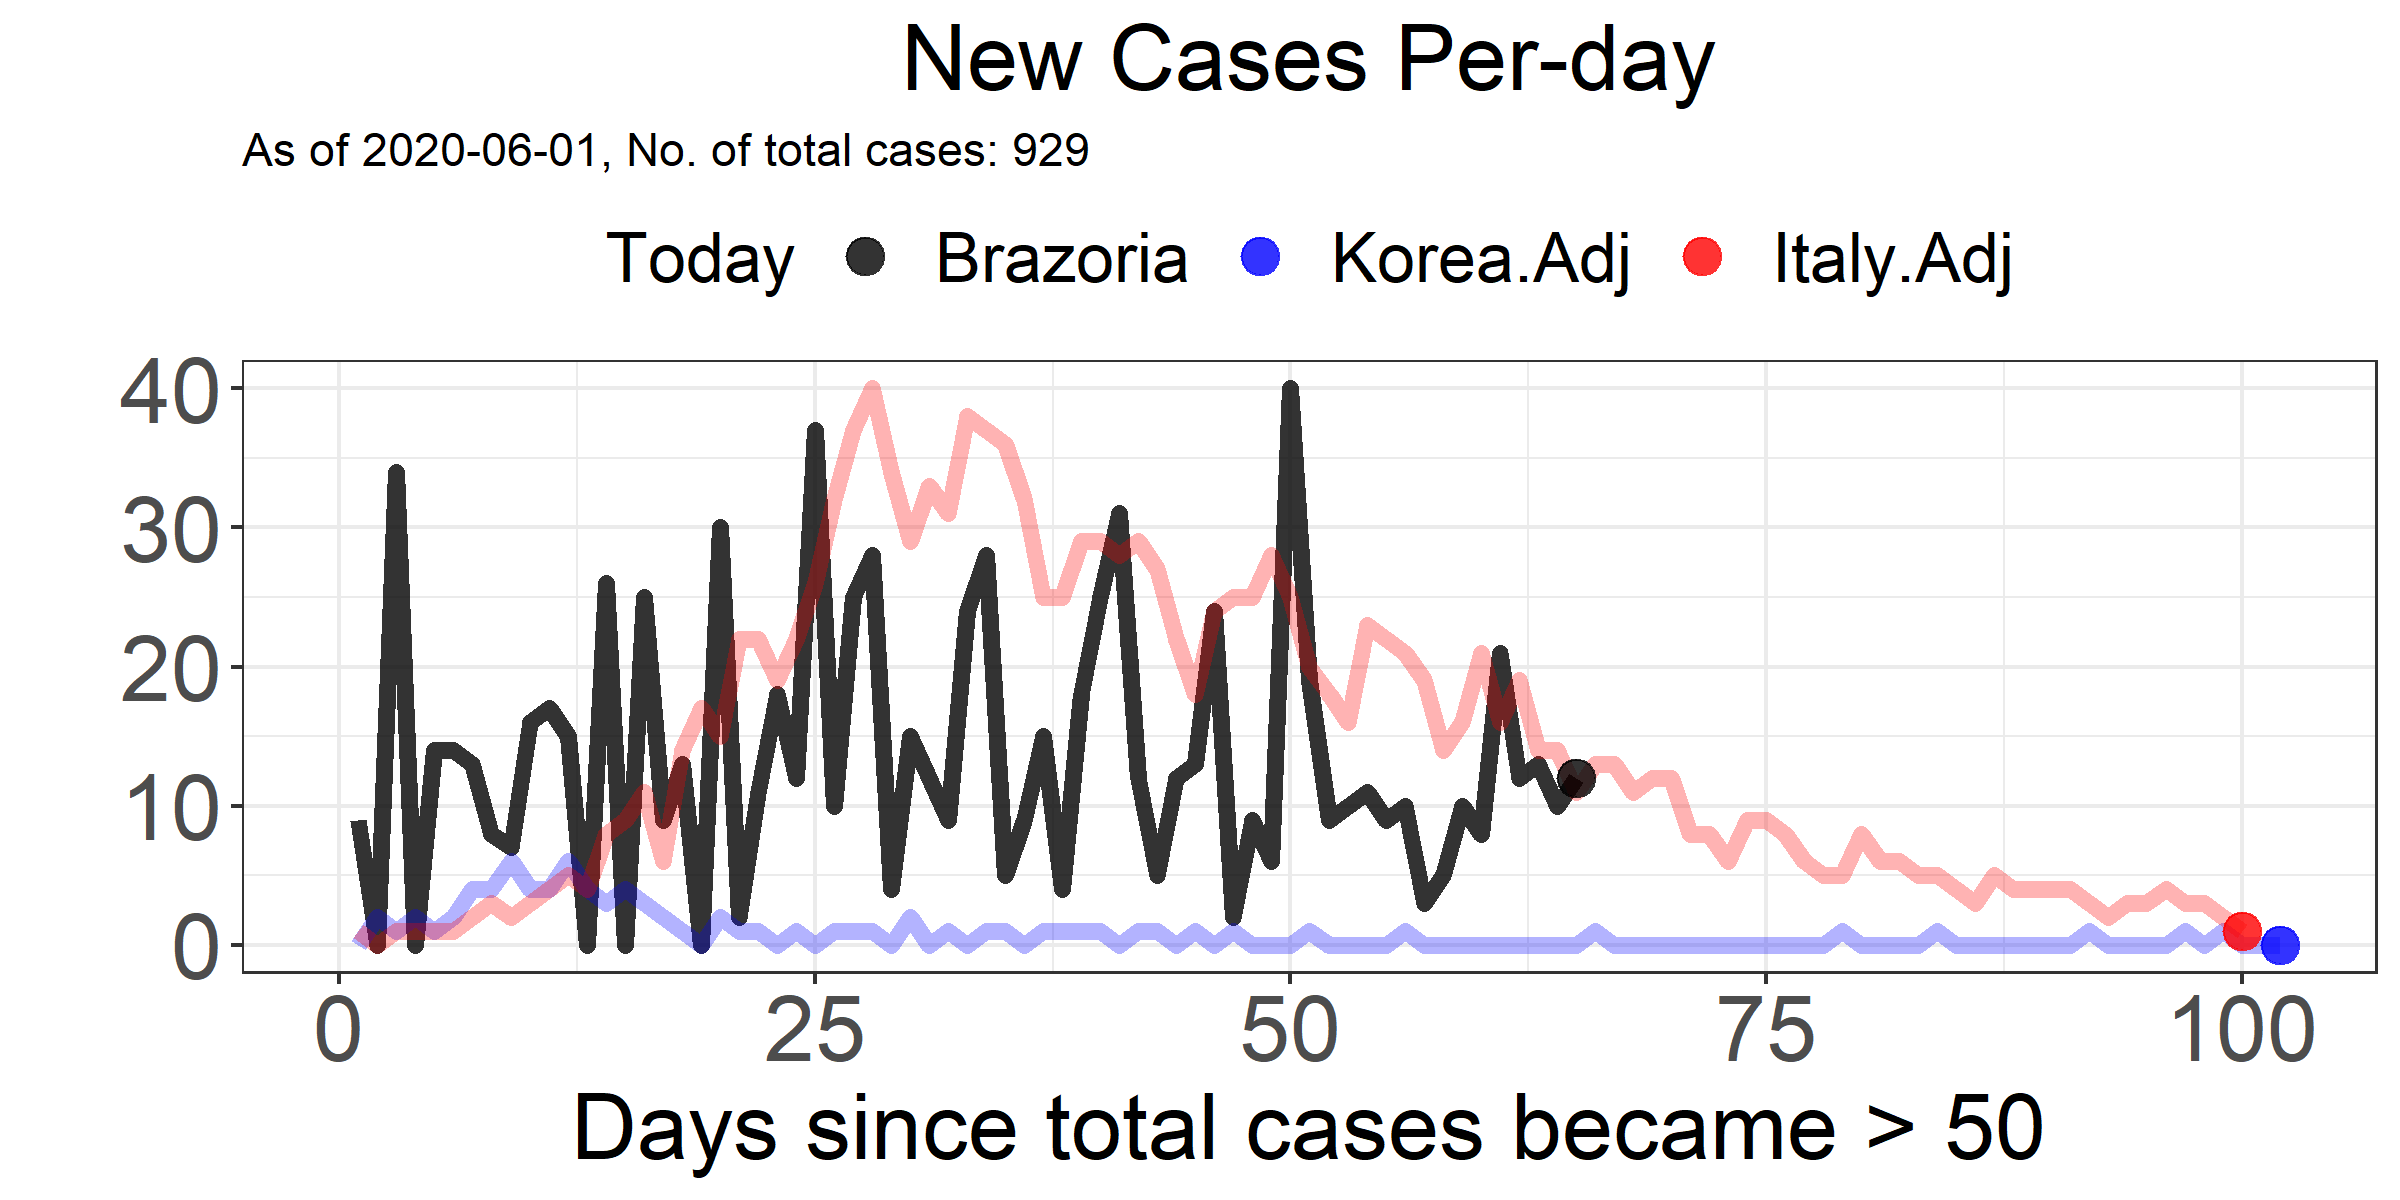 New Cases Per-day
As of 2020-06-01, No. of total cases: 929
Today Brazoria Korea.Adj Italy.Adj
40
30
20
10
0
0 25 50 75 100
Days since total cases became > 50